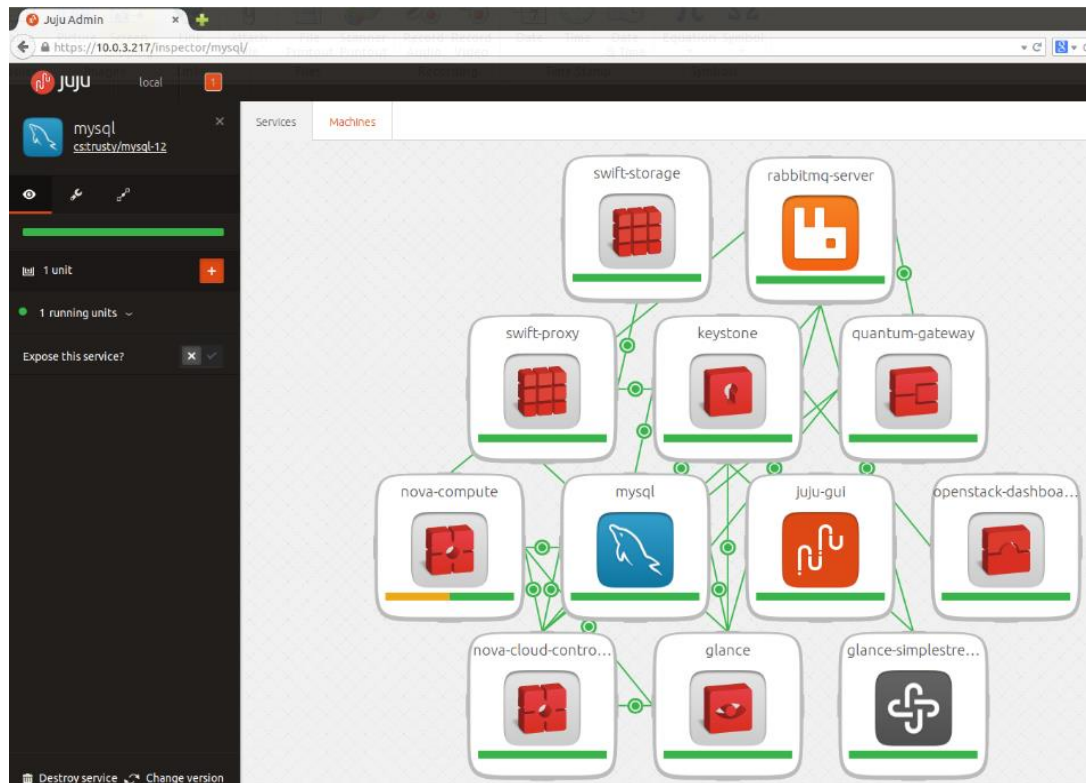 Juju Admin
https://10.0.3.217/inspector/mysql/
JUJU local 1
mysql
cs:trusty/mysql-12
1 unit
1 running units
Expose this service?
Destroy service Change version
Services Machines
swift-storage rabbitmq-server
swift-proxy keystone quantum-gateway
nova-compute mysql juju-gui openstack-dashboa...
nova-cloud-contro... glance glance-simplestre...